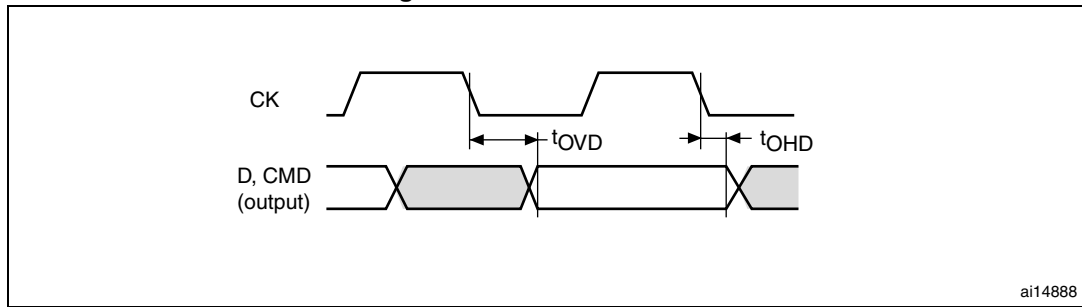 CK
tOVD
tOHD
D, CMD
(output)
ai14888